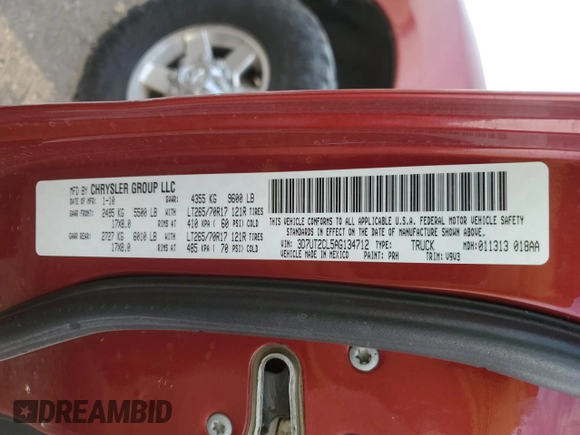 MFD BY CHRYSLER GROUP LLC
DATE OF MFR: 1-10 GVWR: 4355 KG 9600 LB
GAWR FRONT: 2495 KG 5500 LB WITH LT265/70R17 121R TIRES
17X8.0 RIMS AT 410 KPA ( 60 PSI) COLD
GAWR REAR: 2727 KG 6010 LB WITH LT265/70R17 121R TIRES
17X8.0 RIMS AT 485 KPA ( 70 PSI) COLD
THIS VEHICLE CONFORMS TO ALL APPLICABLE U.S.A. FEDERAL MOTOR VEHICLE SAFETY
STANDARDS IN EFFECT ON THE DATE OF MANUFACTURE SHOWN ABOVE.
VIN: 3D7UT2CL5AG134712 TYPE: TRUCK MDH: 011313 018AA
VEHICLE MADE IN MEXICO PAINT: PRH TRIM: V9V3
DREAMBID